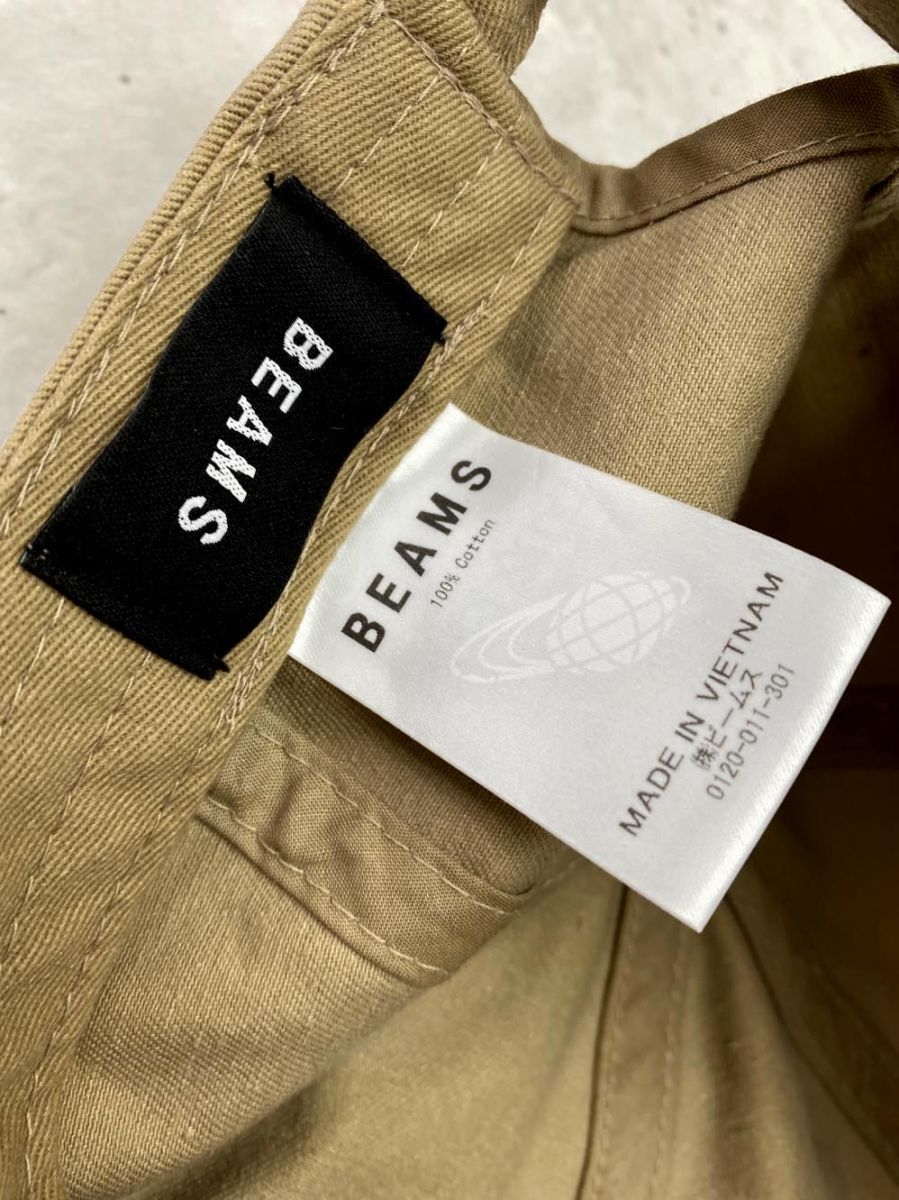 BEAMS
BEAMS
100% Cotton
MADE IN VIETNAM
㈱ビームス
0120-011-301